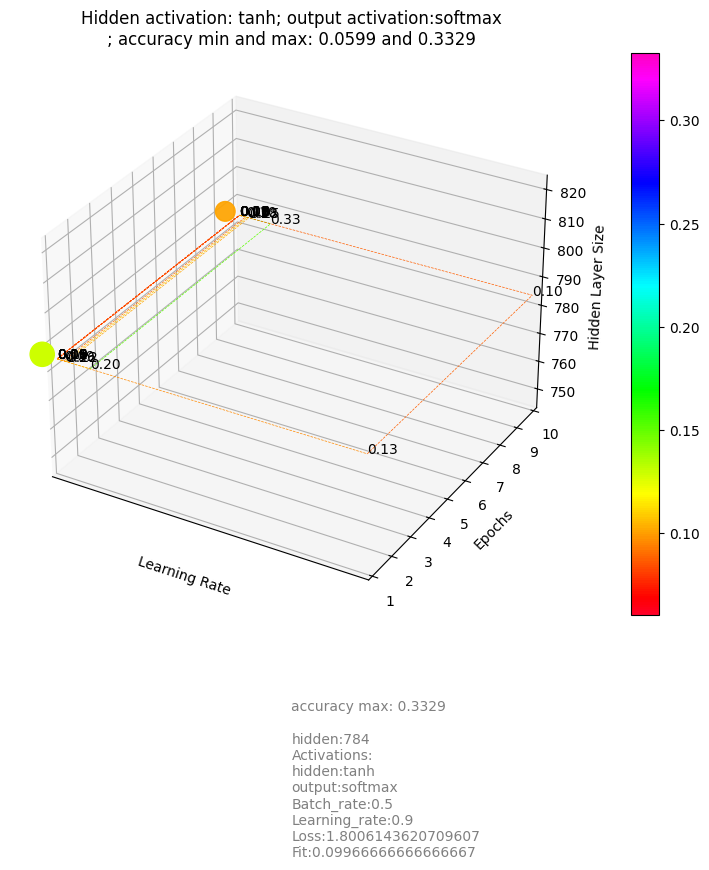 Hidden activation: tanh; output activation:softmax
; accuracy min and max: 0.0599 and 0.3329
0.33
0.10
0.20
0.13
820
810
800
790
780
770
760
750
Hidden Layer Size
10
9
8
7
6
5
4
3
2
1
Epochs
Learning Rate
0.30
0.25
0.20
0.15
0.10
accuracy max: 0.3329
hidden:784
Activations:
hidden:tanh
output:softmax
Batch_rate:0.5
Learning_rate:0.9
Loss:1.8006143620709607
Fit:0.09966666666666667